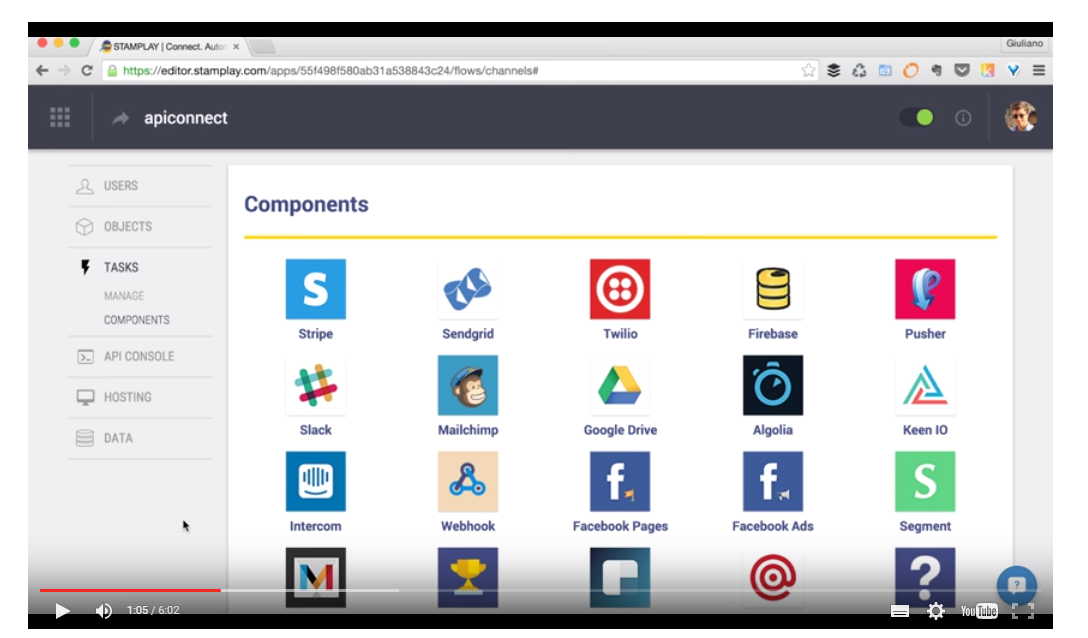 STAMPLAY | Connect. Autom
Giuliano
https://editor.stamplay.com/apps/55f498f580ab31a538843c24/flows/channels#
apiconnect
USERS
OBJECTS
TASKS
MANAGE
COMPONENTS
API CONSOLE
HOSTING
DATA
Components
Stripe Sendgrid Twilio Firebase Pusher
Slack Mailchimp Google Drive Algolia Keen IO
Intercom Webhook Facebook Pages Facebook Ads Segment
1:05 / 6:02
YouTube